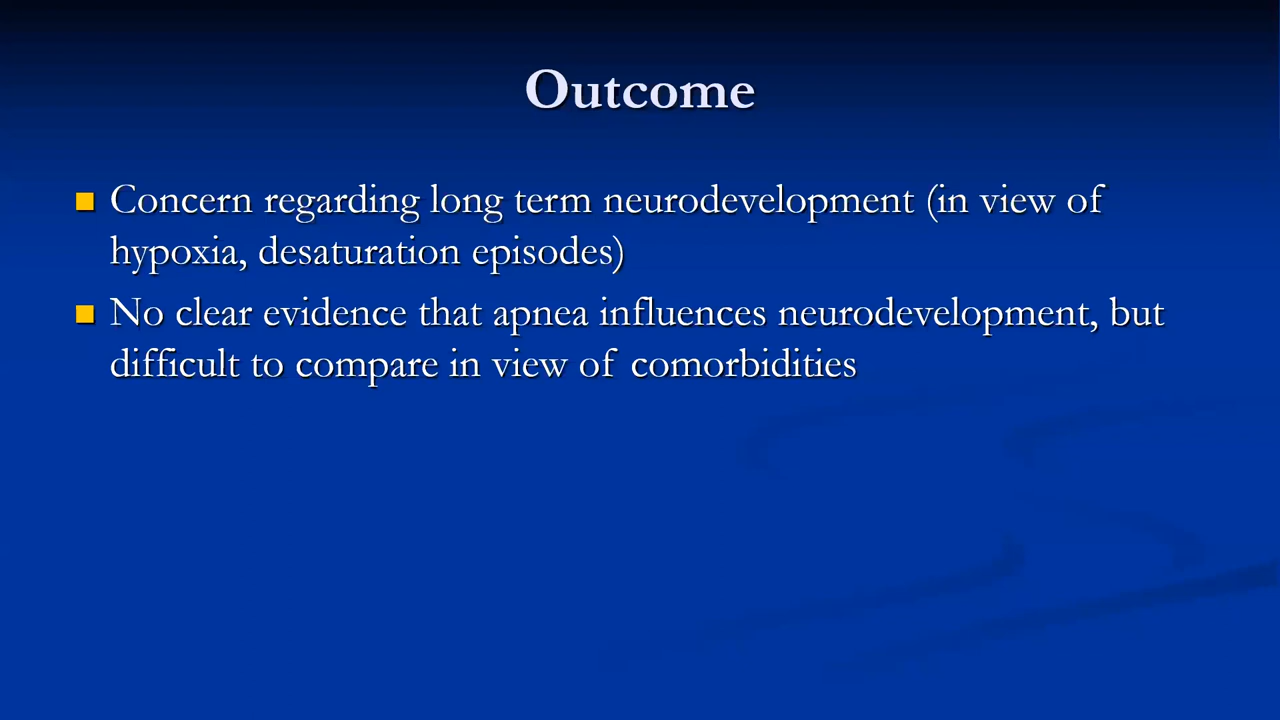 Outcome
Concern regarding long term neurodevelopment (in view of
hypoxia, desaturation episodes)
No clear evidence that apnea influences neurodevelopment, but
difficult to compare in view of comorbidities